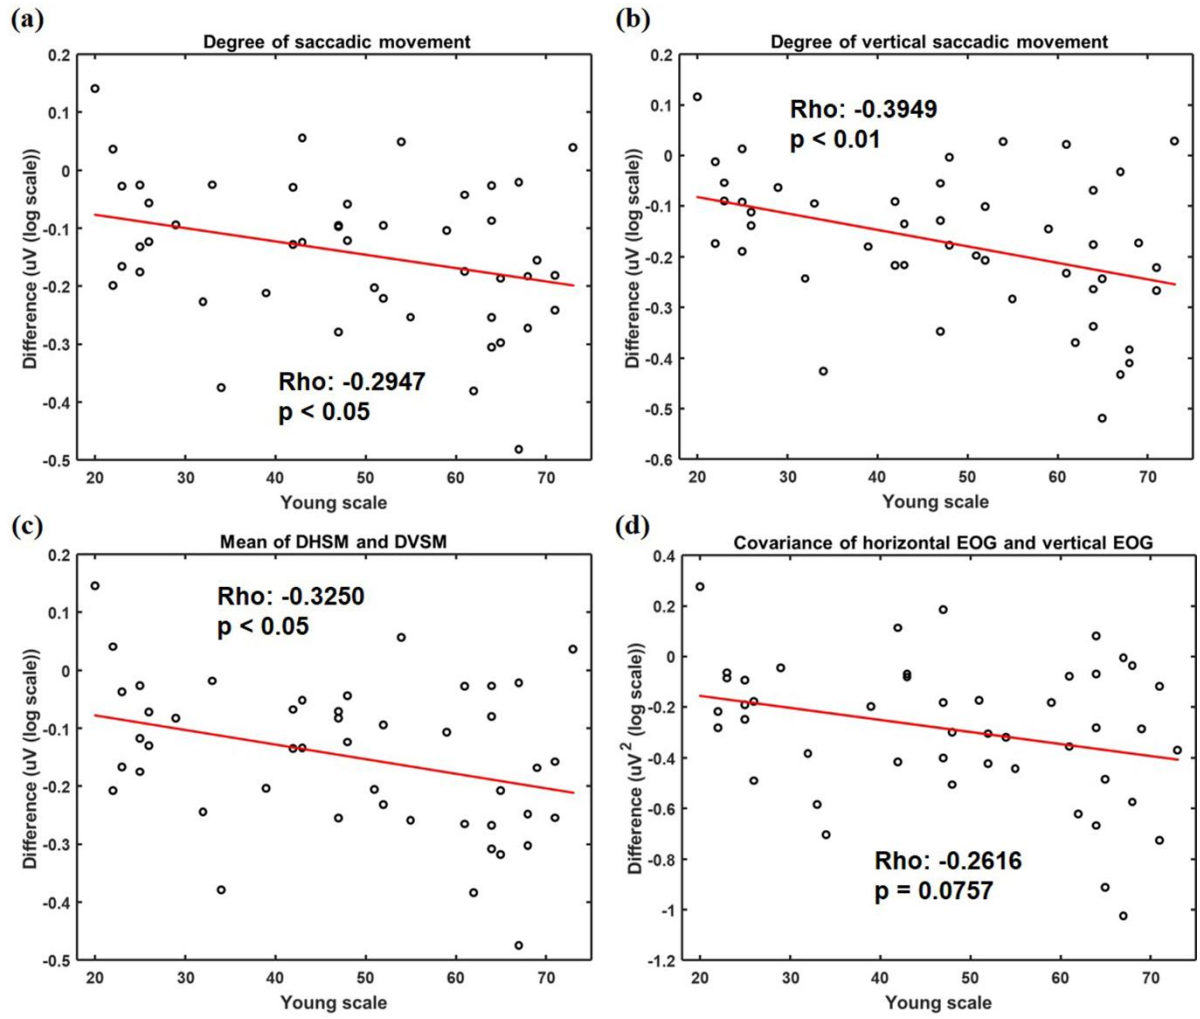 (a)
Degree of saccadic movement
0.2
0.1
0
-0.1
-0.2
-0.3
-0.4
-0.5
Difference (uV (log scale))
Rho: -0.2947
p < 0.05
20 30 40 50 60 70
Young scale
(b)
Degree of vertical saccadic movement
0.2
0.1
0
-0.1
-0.2
-0.3
-0.4
-0.5
-0.6
Difference (uV (log scale))
Rho: -0.3949
p < 0.01
20 30 40 50 60 70
Young scale
(c)
Mean of DHSM and DVSM
0.2
0.1
0
-0.1
-0.2
-0.3
-0.4
-0.5
Difference (uV (log scale))
Rho: -0.3250
p < 0.05
20 30 40 50 60 70
Young scale
(d)
Covariance of horizontal EOG and vertical EOG
0.4
0.2
0
-0.2
-0.4
-0.6
-0.8
-1
-1.2
Difference (uV² (log scale))
Rho: -0.2616
p = 0.0757
20 30 40 50 60 70
Young scale